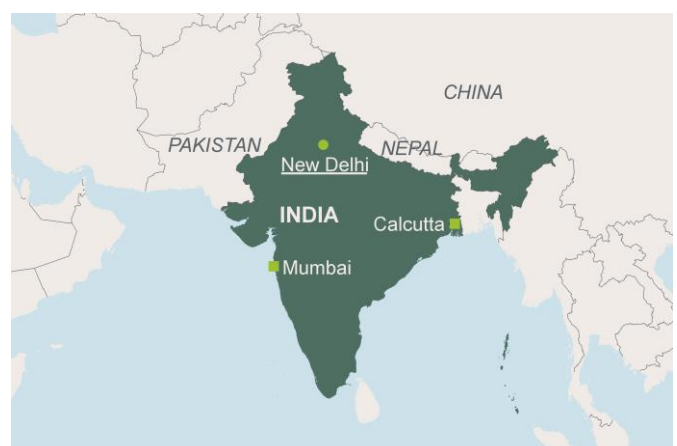 CHINA
PAKISTAN
NEPAL
New Delhi
INDIA
Calcutta
Mumbai